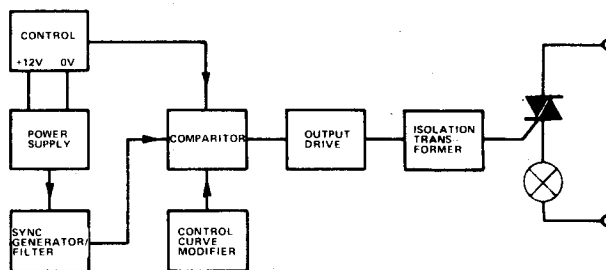 CONTROL
+12V 0V
POWER
SUPPLY
SYNC
GENERATOR/
FILTER
COMPARITOR
CONTROL
CURVE
MODIFIER
OUTPUT
DRIVE
ISOLATION
TRANS-
FORMER